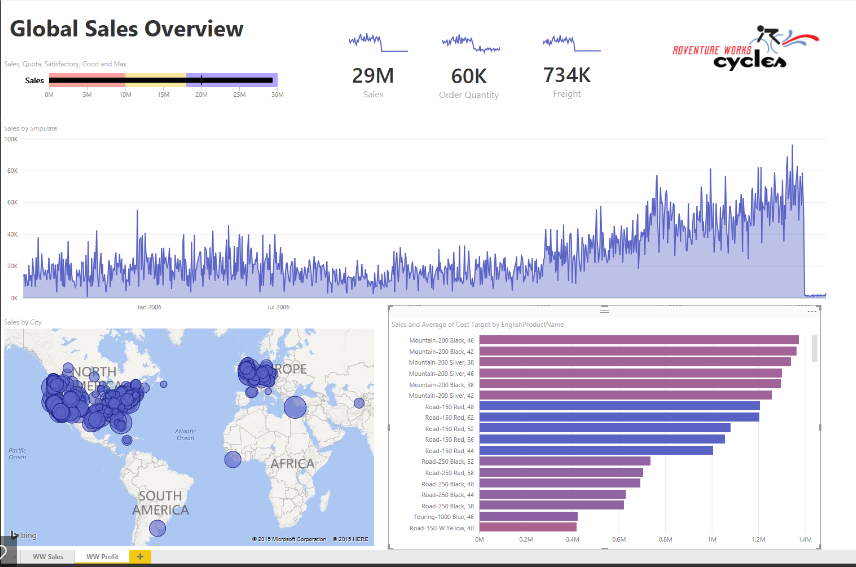 Global Sales Overview
Sales, Quota, Satisfactory, Good and Max
Sales
0M 5M 10M 15M 20M 25M 30M
29M
Sales
60K
Order Quantity
734K
Freight
ADVENTURE WORKS
cycles
Sales by ShipDate
100K
80K
60K
40K
20K
0K
Jan 2006
Jul 2006
Sales by City
NORTH
AMERICA
EUROPE
Atlantic
Ocean
Pacific
Ocean
AFRICA
SOUTH
AMERICA
bing
© 2015 Microsoft Corporation © 2015 HERE
Sales and Average of Cost Target by EnglishProductName
Mountain-200 Black, 46
Mountain-200 Black, 42
Mountain-200 Silver, 38
Mountain-200 Silver, 46
Mountain-200 Black, 38
Mountain-200 Silver, 42
Road-150 Red, 48
Road-150 Red, 62
Road-150 Red, 52
Road-150 Red, 56
Road-150 Red, 44
Road-250 Black, 52
Road-250 Red, 58
Road-250 Black, 48
Road-250 Black, 44
Road-250 Black, 58
Touring-1000 Blue, 46
Road-350-W Yellow, 40
0M 0.2M 0.4M 0.6M 0.8M 1M 1.2M 1.4M
WW Sales
WW Profit
+